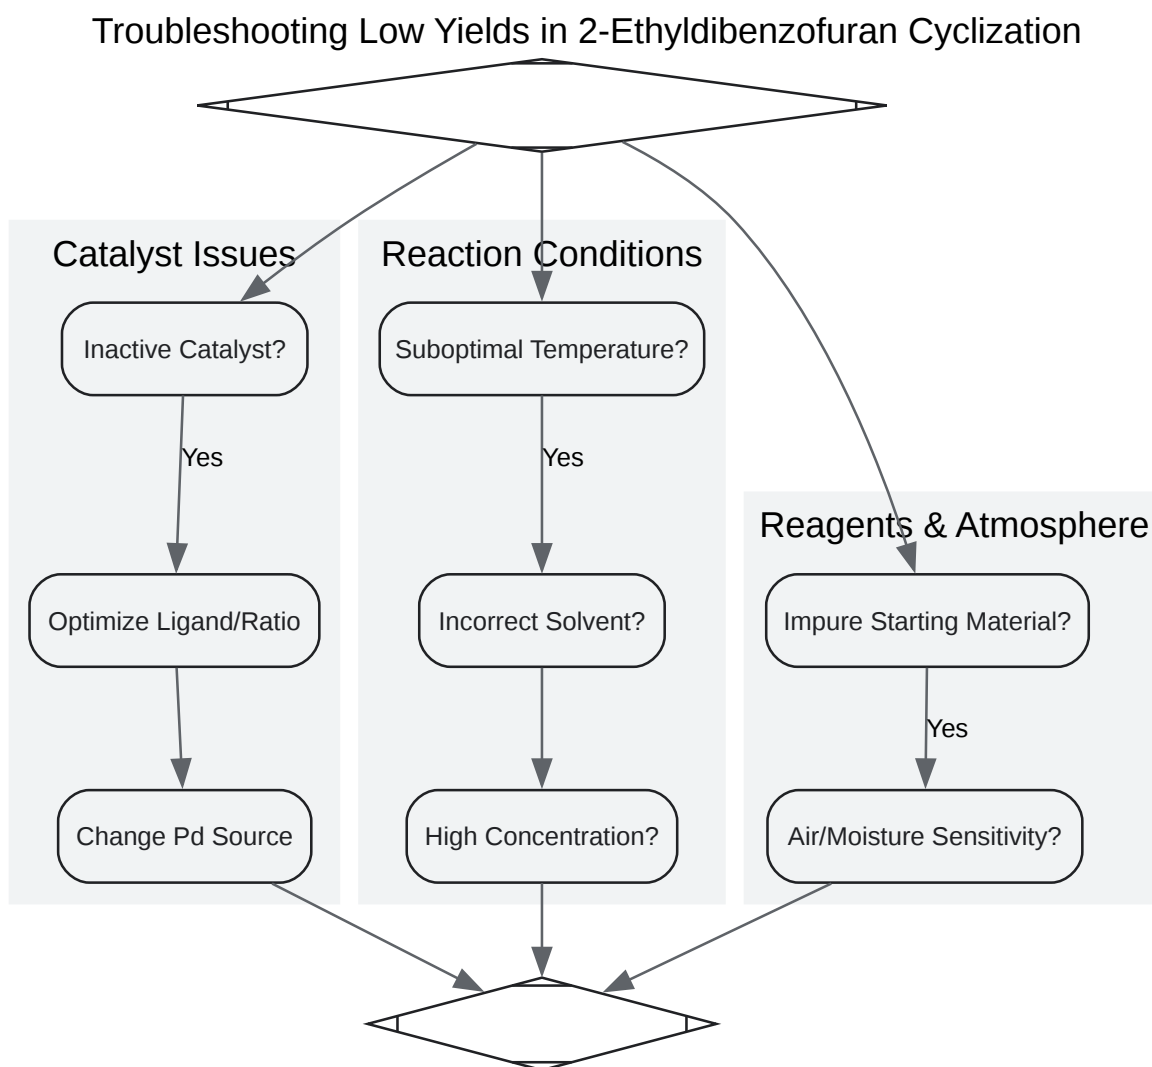 Troubleshooting Low Yields in 2-Ethyldibenzofuran Cyclization
Catalyst Issues
Inactive Catalyst?
Yes
Optimize Ligand/Ratio
Change Pd Source
Reaction Conditions
Suboptimal Temperature?
Yes
Incorrect Solvent?
High Concentration?
Reagents & Atmosphere
Impure Starting Material?
Yes
Air/Moisture Sensitivity?